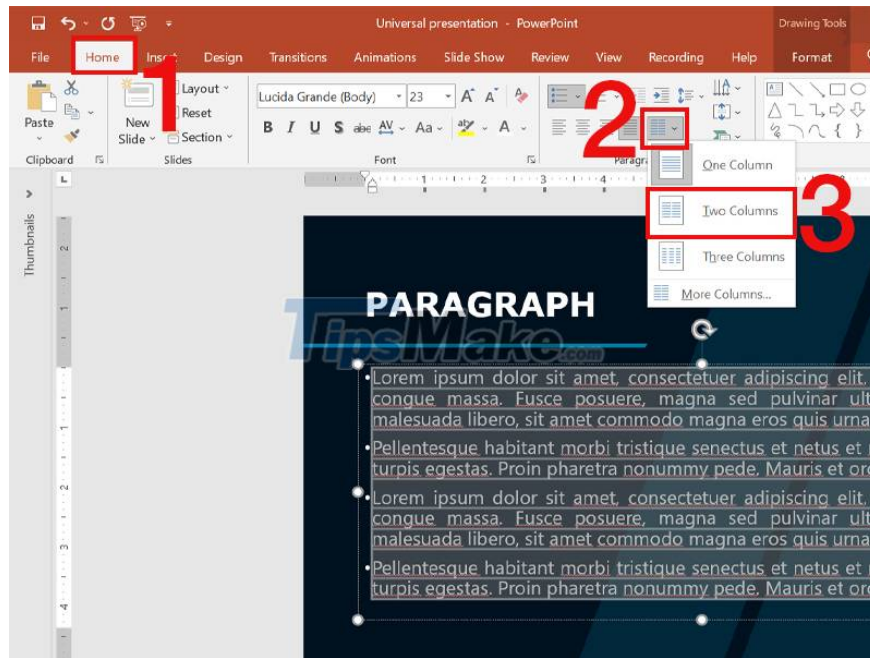 Universal presentation - PowerPoint
Drawing Tools
File Home Insert Design Transitions Animations Slide Show Review View Recording Help Format
1
2
3
Paste
New
Slide
Layout
Reset
Section
Lucida Grande (Body) 23 A A
B I U S abc AV Aa A
Clipboard Slides Font
One Column
Two Columns
Three Columns
More Columns...
Thumbnails
PARAGRAPH
TipsMake.com
•Lorem ipsum dolor sit amet, consectetuer adipiscing elit.
congue massa. Fusce posuere, magna sed pulvinar ult
malesuada libero, sit amet commodo magna eros quis urna
•Pellentesque habitant morbi tristique senectus et netus et
turpis egestas. Proin pharetra nonummy pede. Mauris et orc
•Lorem ipsum dolor sit amet, consectetuer adipiscing elit.
congue massa. Fusce posuere, magna sed pulvinar ult
malesuada libero, sit amet commodo magna eros quis urna
•Pellentesque habitant morbi tristique senectus et netus et
turpis egestas. Proin pharetra nonummy pede. Mauris et orc